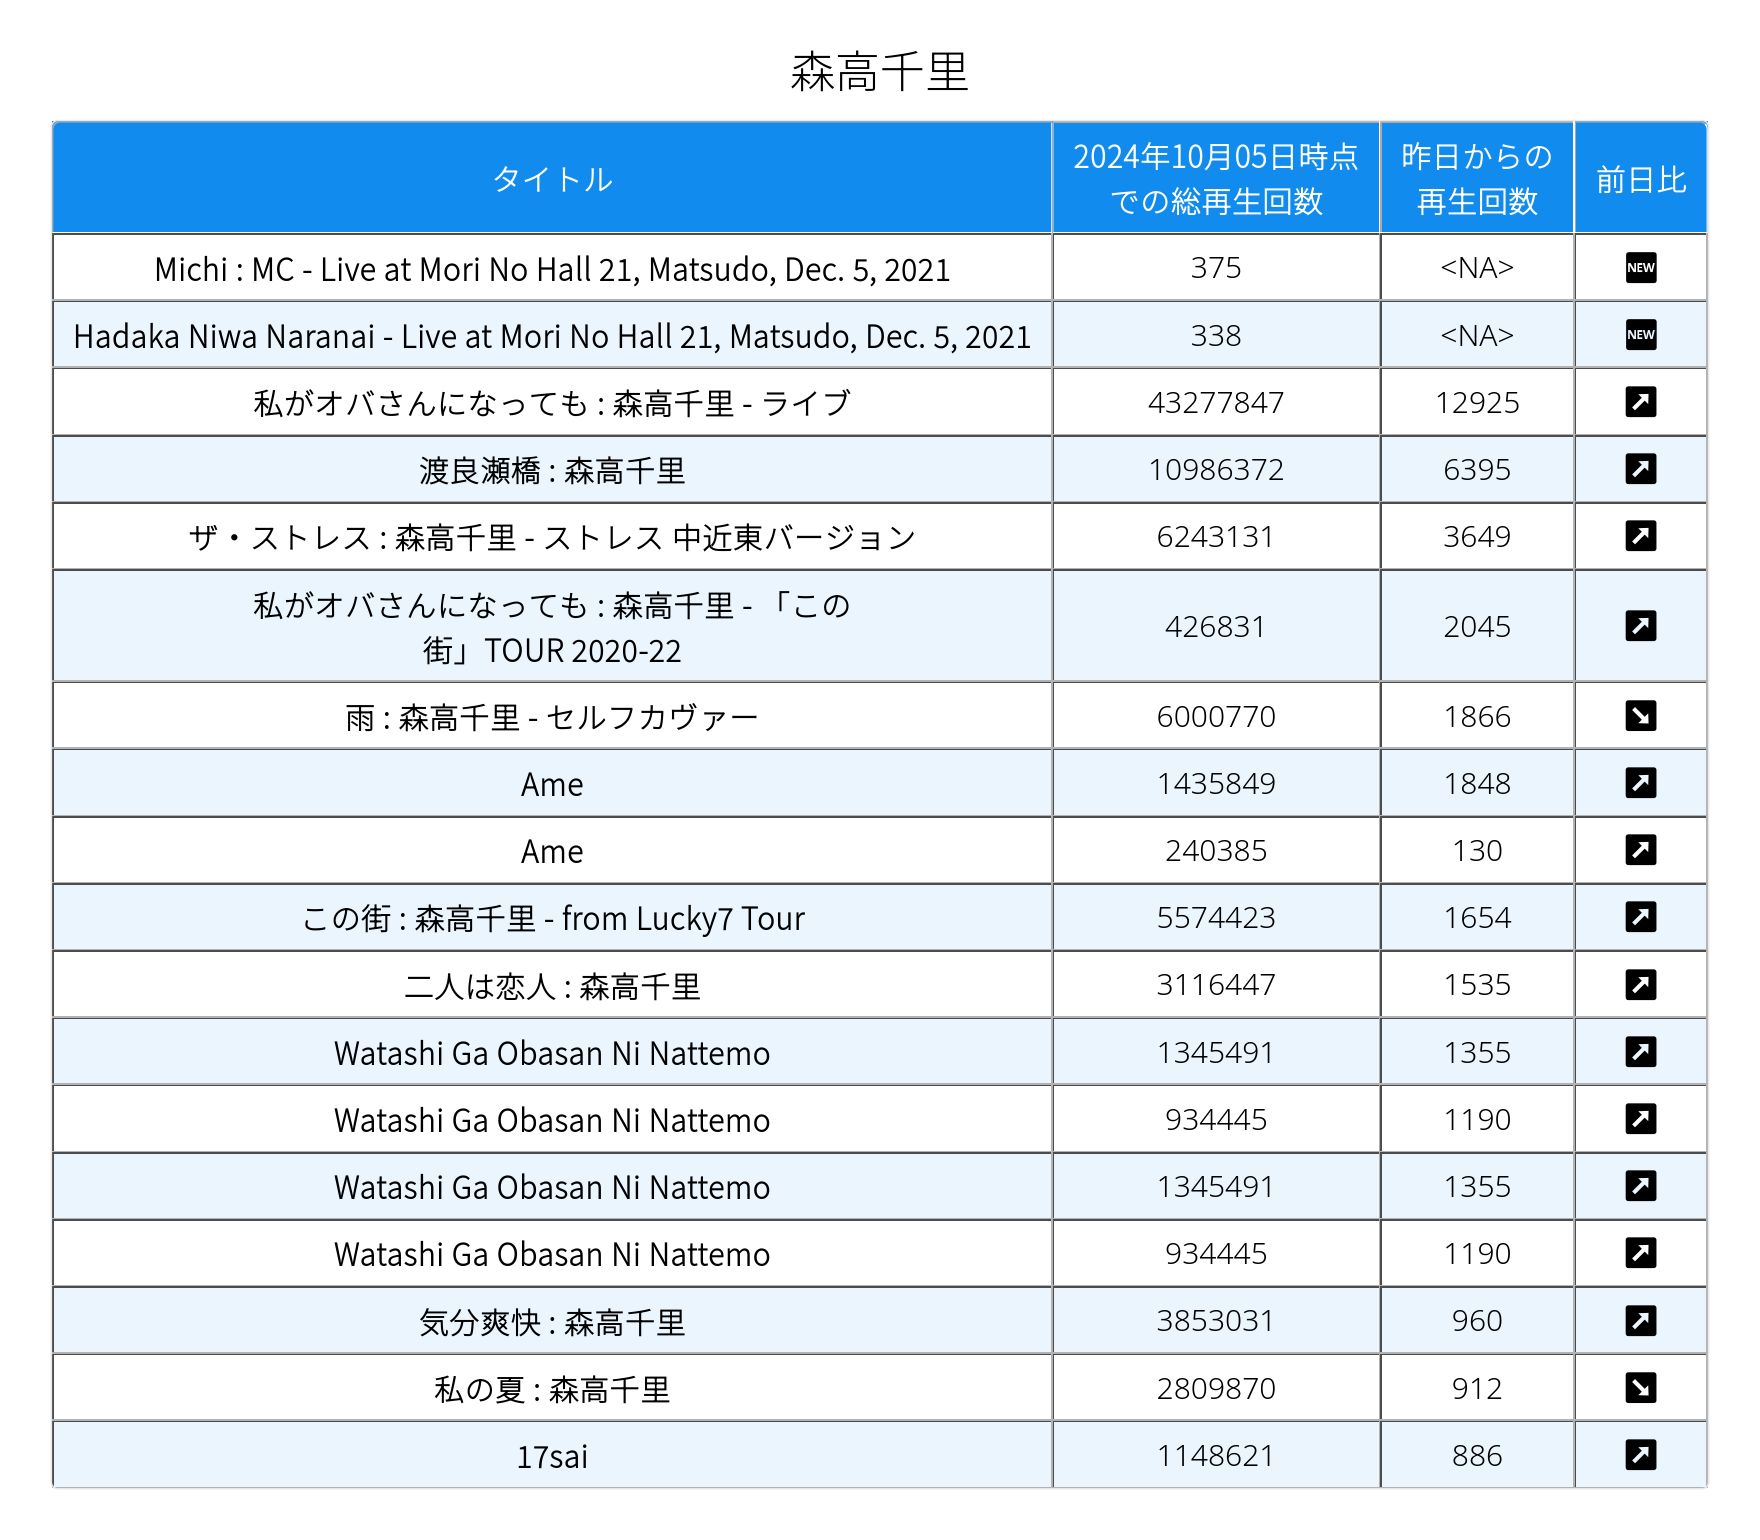 森高千里
タイトル
2024年10月05日時点
での総再生回数
昨日からの
再生回数
前日比
Michi : MC - Live at Mori No Hall 21, Matsudo, Dec. 5, 2021 375 <NA> NEW
Hadaka Niwa Naranai - Live at Mori No Hall 21, Matsudo, Dec. 5, 2021 338 <NA> NEW
私がオバさんになっても : 森高千里 - ライブ 43277847 12925
渡良瀬橋 : 森高千里 10986372 6395
ザ・ストレス : 森高千里 - ストレス 中近東バージョン 6243131 3649
私がオバさんになっても : 森高千里 - 「この
街」TOUR 2020-22 426831 2045
雨 : 森高千里 - セルフカヴァー 6000770 1866
Ame 1435849 1848
Ame 240385 130
この街 : 森高千里 - from Lucky7 Tour 5574423 1654
二人は恋人 : 森高千里 3116447 1535
Watashi Ga Obasan Ni Nattemo 1345491 1355
Watashi Ga Obasan Ni Nattemo 934445 1190
Watashi Ga Obasan Ni Nattemo 1345491 1355
Watashi Ga Obasan Ni Nattemo 934445 1190
気分爽快 : 森高千里 3853031 960
私の夏 : 森高千里 2809870 912
17sai 1148621 886